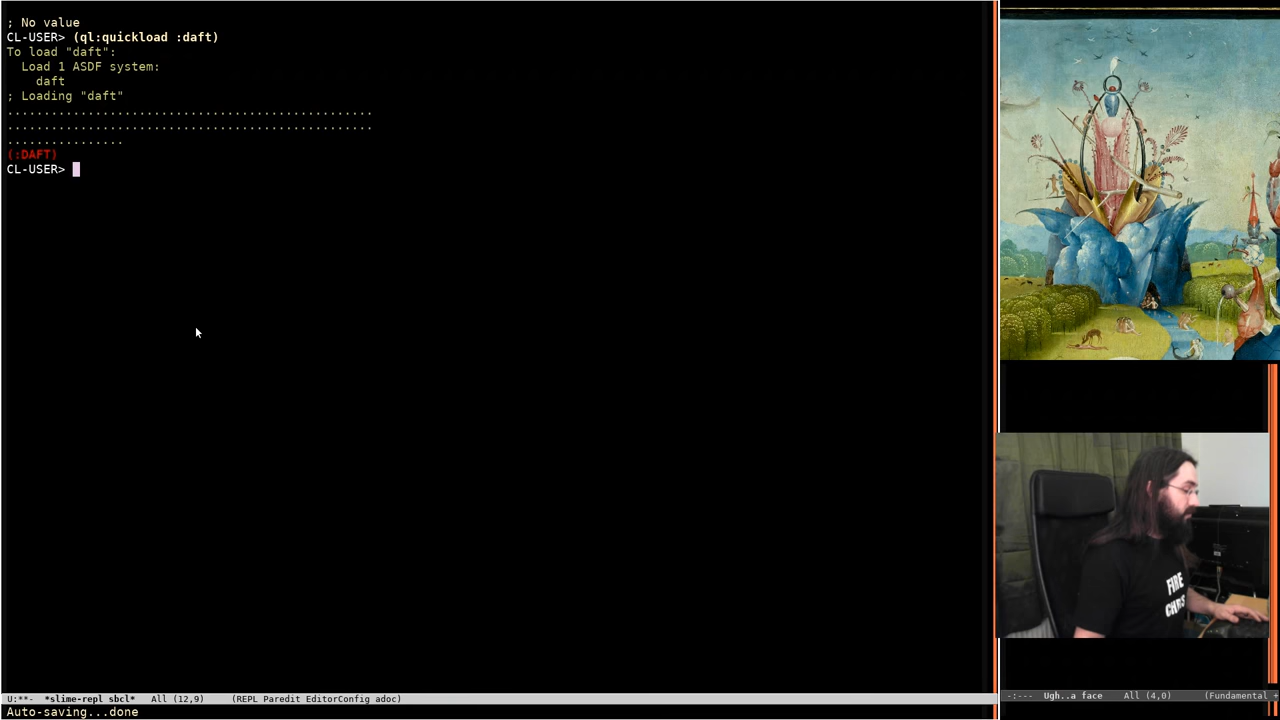 ; No value
CL-USER> (ql:quickload :daft)
To load "daft":
  Load 1 ASDF system:
    daft
; Loading "daft"
..................................................
..................................................
................
(:DAFT)
CL-USER>
U:**-  *slime-repl sbcl*   All (12,9)    (REPL Paredit EditorConfig adoc)
Auto-saving...done
FIRE
-:---  Ugh..a face   All (4,0)     (Fundamental +